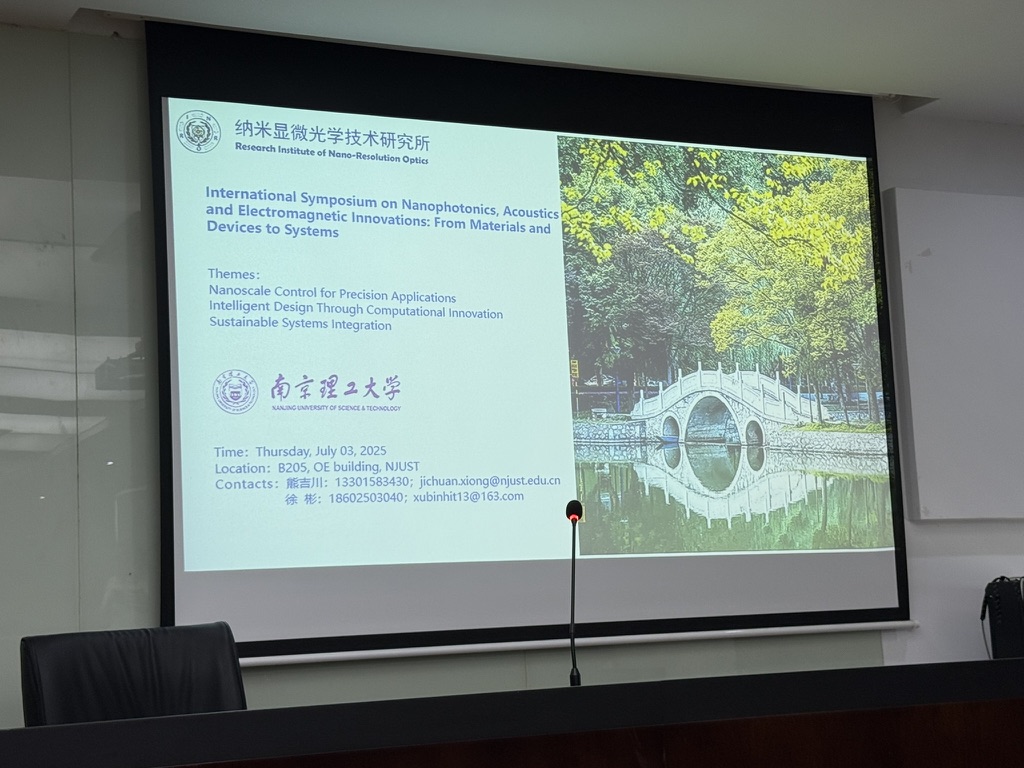 纳米显微光学技术研究所
Research Institute of Nano-Resolution Optics
International Symposium on Nanophotonics, Acoustics
and Electromagnetic Innovations: From Materials and
Devices to Systems
Themes:
Nanoscale Control for Precision Applications
Intelligent Design Through Computational Innovation
Sustainable Systems Integration
南京理工大学
NANJING UNIVERSITY OF SCIENCE & TECHNOLOGY
Time: Thursday, July 03, 2025
Location: B205, OE building, NJUST
Contacts: 熊吉川: 13301583430; jichuan.xiong@njust.edu.cn
徐 彬: 18602503040; xubinhit13@163.com